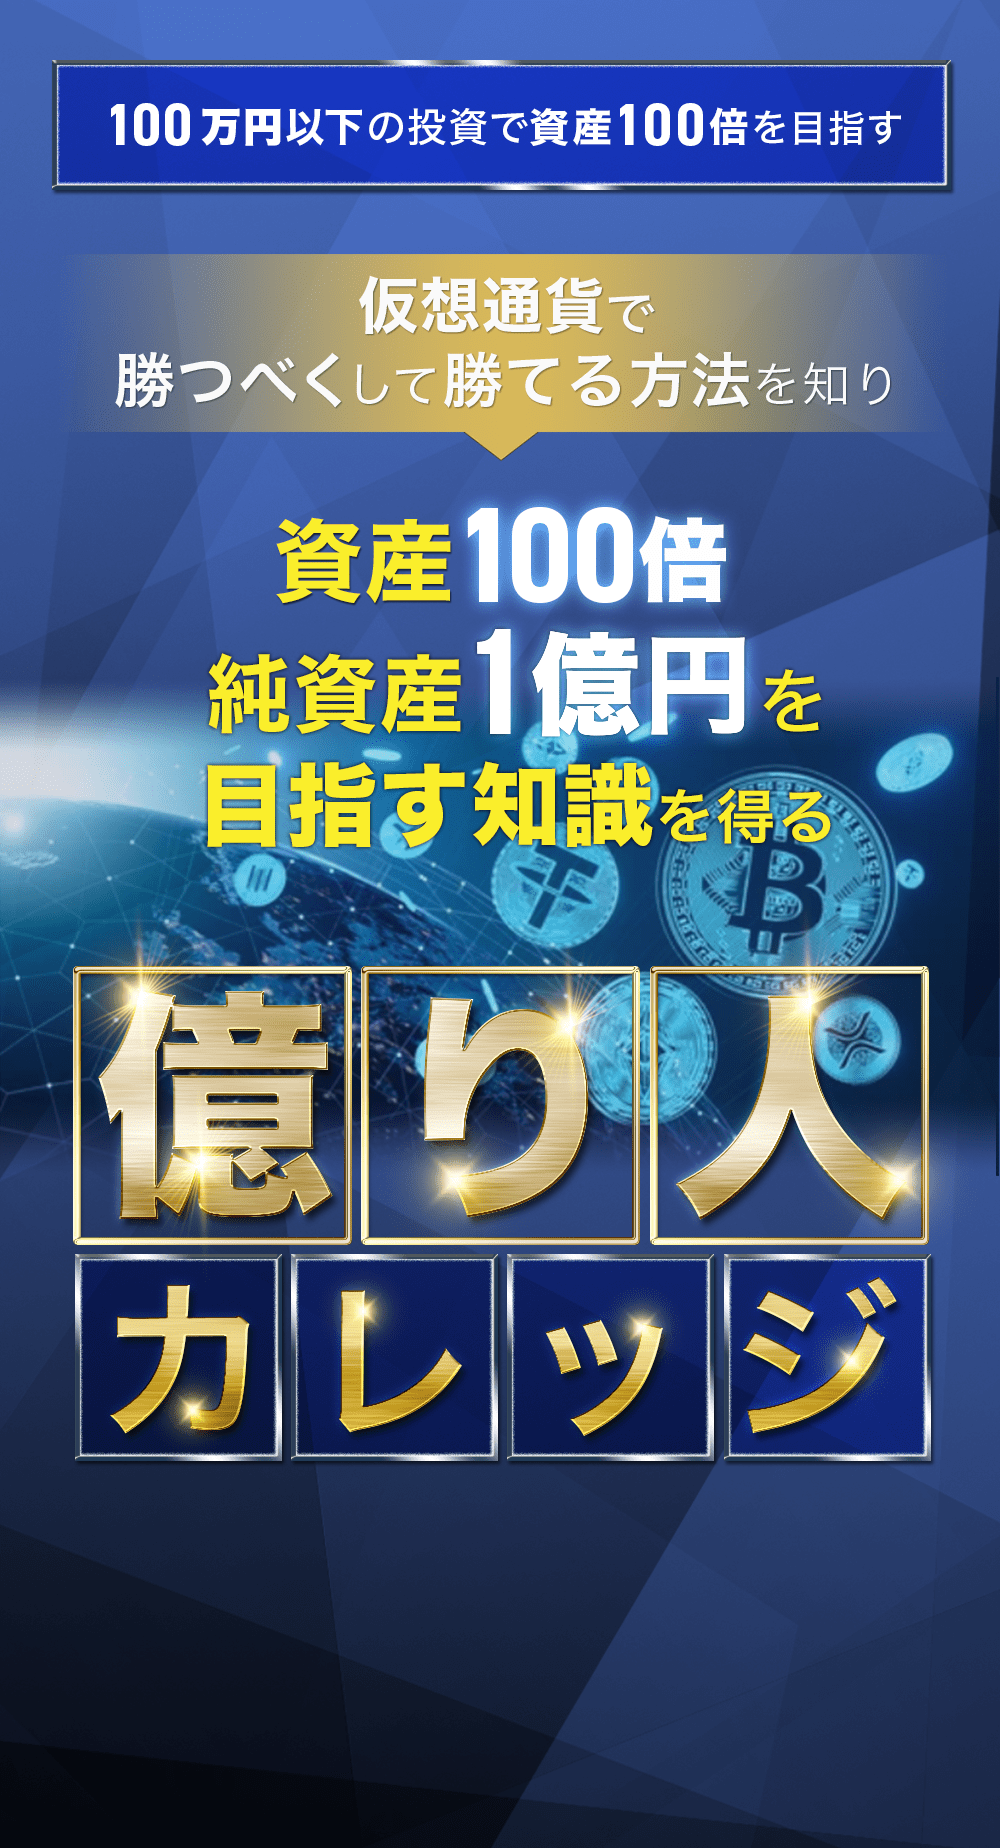 100万円以下の投資で資産100倍を目指す
仮想通貨で
勝つべくして勝てる方法を知り
資産100倍
純資産1億円を
目指す知識を得る
億り人
カレッジ